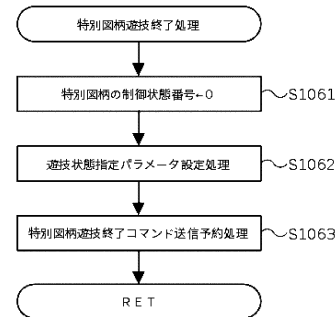 特別図柄遊技終了処理
特別図柄の制御状態番号←0
S1061
遊技状態指定パラメータ設定処理
S1062
特別図柄遊技終了コマンド送信予約処理
S1063
RET